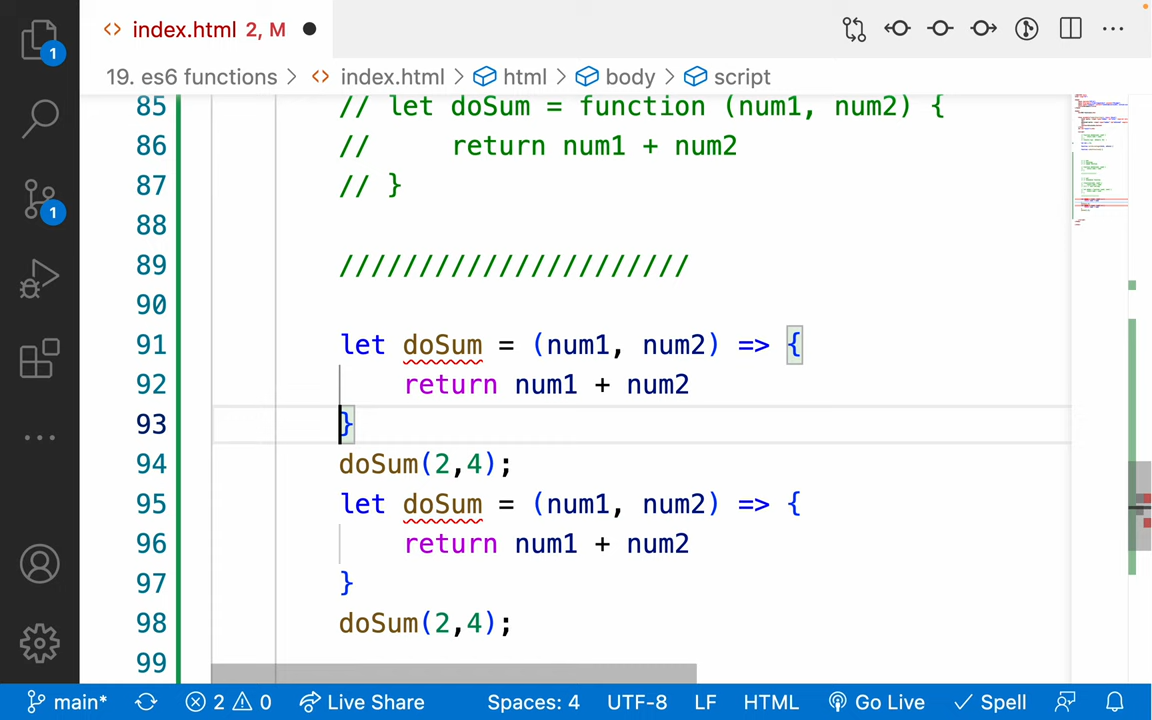 index.html 2, M
19. es6 functions > index.html > html > body > script
85 // let doSum = function (num1, num2) {
86 //     return num1 + num2
87 // }
88
89 //////////////////////
90
91 let doSum = (num1, num2) => {
92     return num1 + num2
93 }
94 doSum(2,4);
95 let doSum = (num1, num2) => {
96     return num1 + num2
97 }
98 doSum(2,4);
99
1
1
main* 2 0 Live Share Spaces: 4 UTF-8 LF HTML Go Live Spell